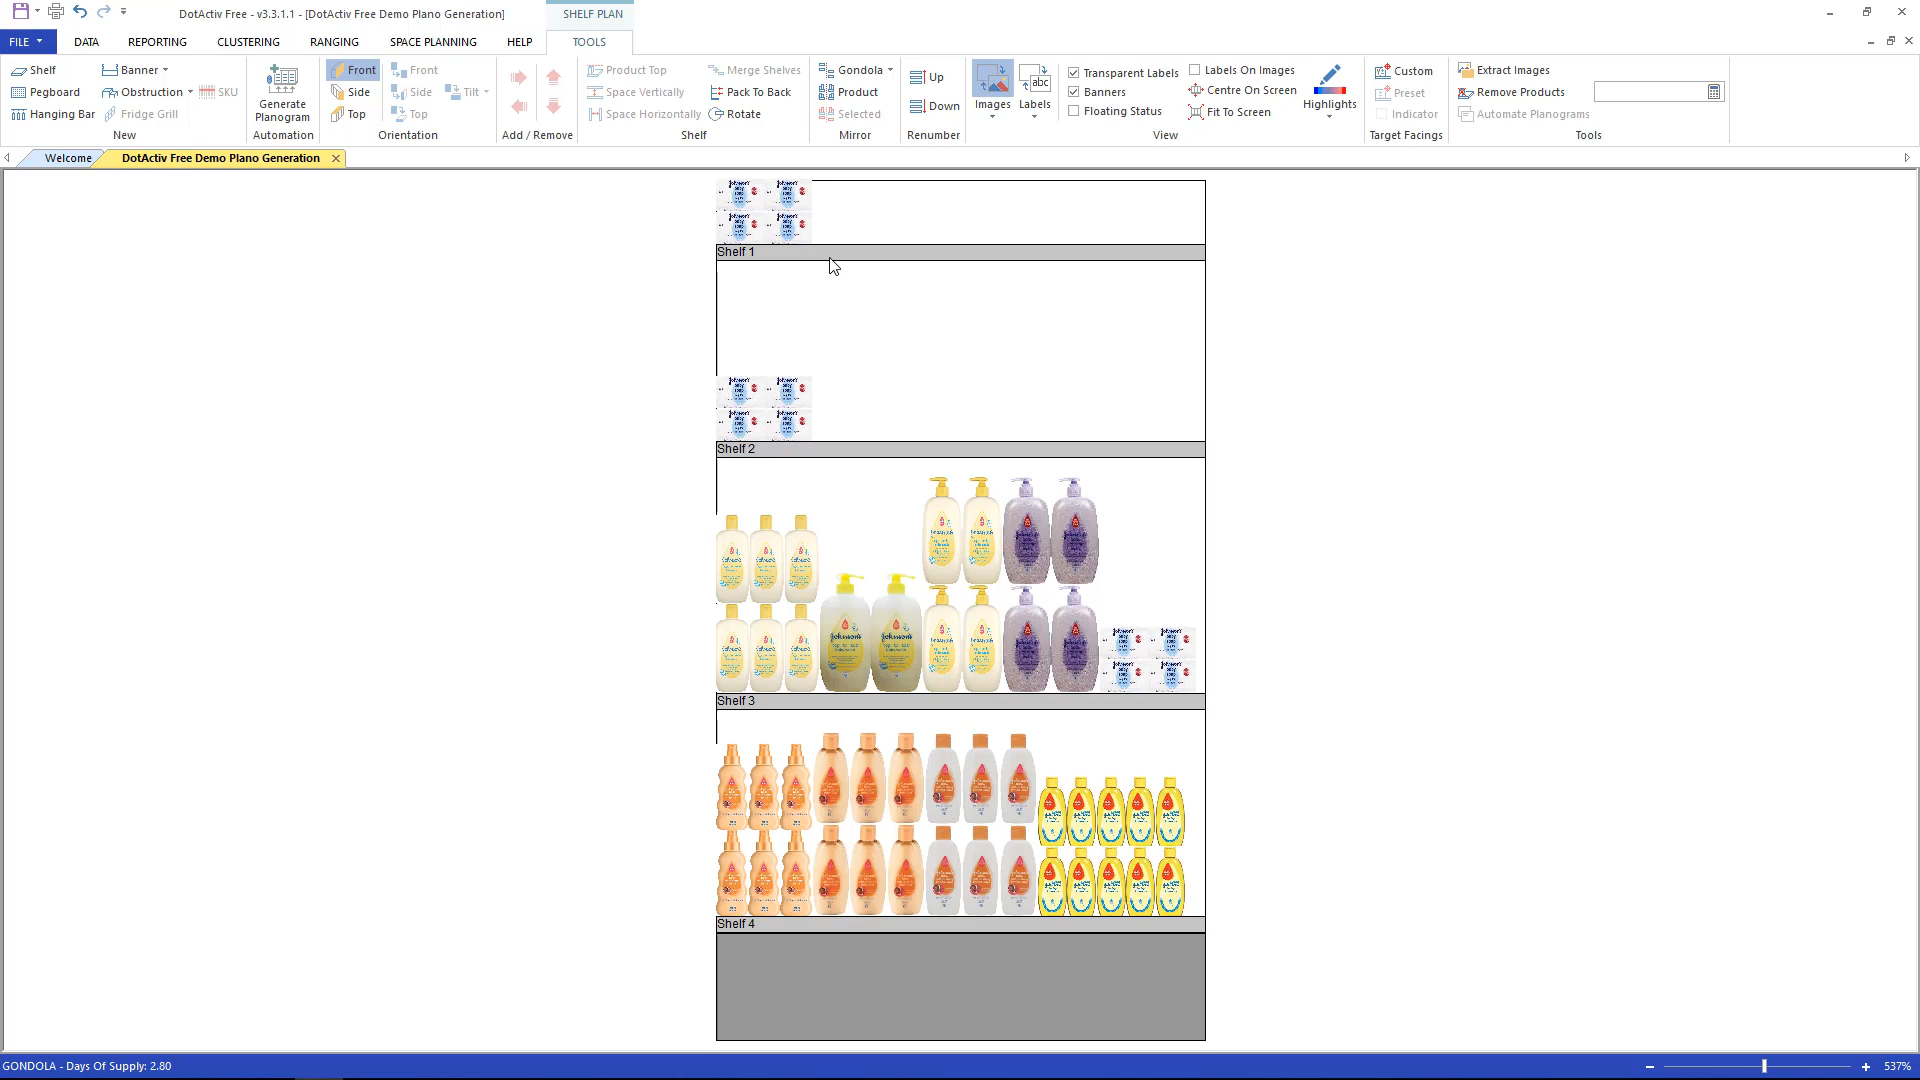 DotActiv Free - v3.3.1.1 - [DotActiv Free Demo Plano Generation]
SHELF PLAN
FILE DATA REPORTING CLUSTERING RANGING SPACE PLANNING HELP TOOLS
Shelf
Pegboard
Hanging Bar
Banner
Obstruction
Fridge Grill
SKU
New
Generate
Planogram
Automation
Front
Side
Top
Front
Side
Top
Tilt
Orientation
Add / Remove
Product Top
Space Vertically
Space Horizontally
Merge Shelves
Pack To Back
Rotate
Shelf
Gondola
Product
Selected
Mirror
Up
Down
Renumber
Images
abc
Labels
Transparent Labels
Banners
Floating Status
Labels On Images
Centre On Screen
Fit To Screen
Highlights
View
Custom
Preset
Indicator
Target Facings
Extract Images
Remove Products
Automate Planograms
Tools
Welcome
DotActiv Free Demo Plano Generation
Shelf 1
Shelf 2
Shelf 3
Shelf 4
GONDOLA - Days Of Supply: 2.80
537%